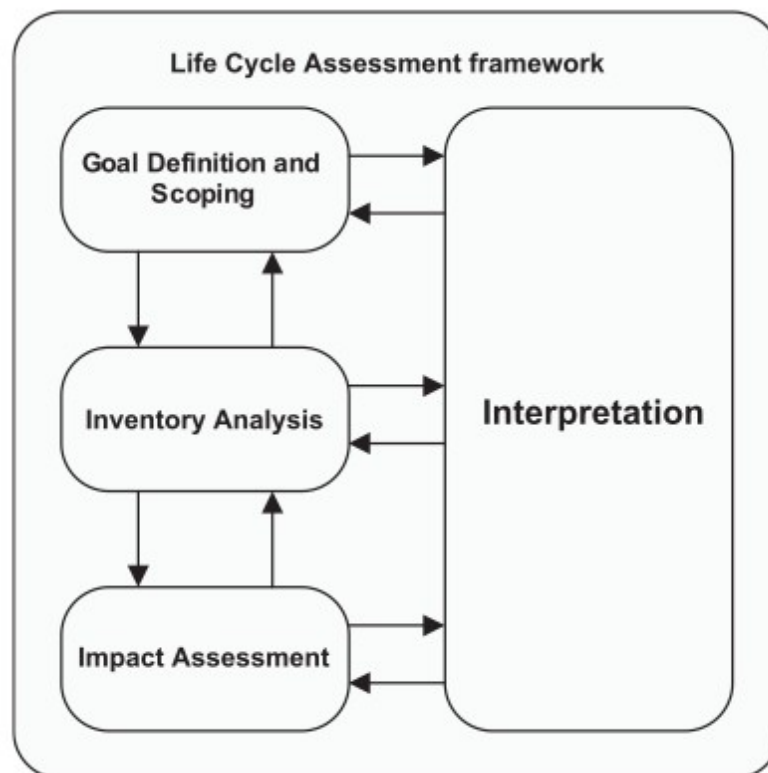 Life Cycle Assessment framework
Goal Definition and
Scoping
Inventory Analysis
Interpretation
Impact Assessment